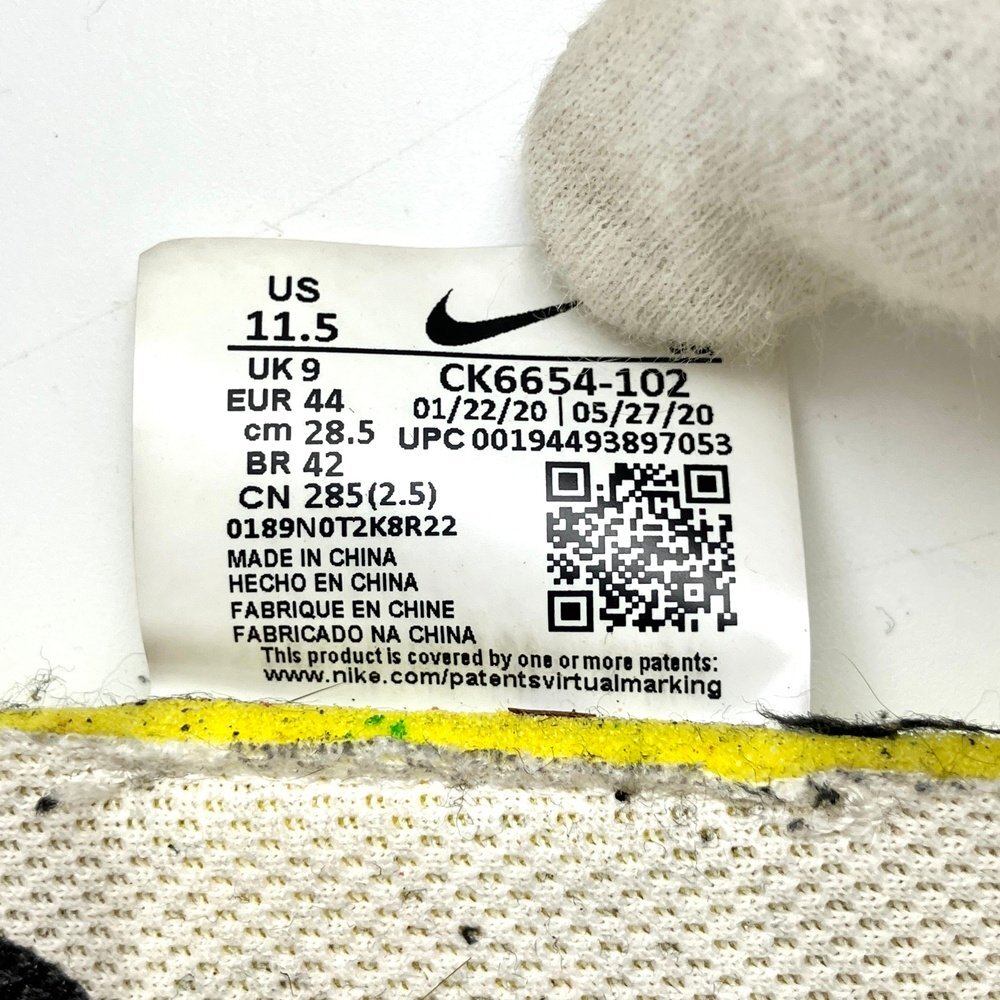 US
11.5
UK 9
EUR 44
cm 28.5
BR 42
CN 285(2.5)
CK6654-102
01/22/20 | 05/27/20
UPC 00194493897053
0189N0T2K8R22
MADE IN CHINA
HECHO EN CHINA
FABRIQUE EN CHINE
FABRICADO NA CHINA
This product is covered by one or more patents:
www.nike.com/patentsvirtualmarking